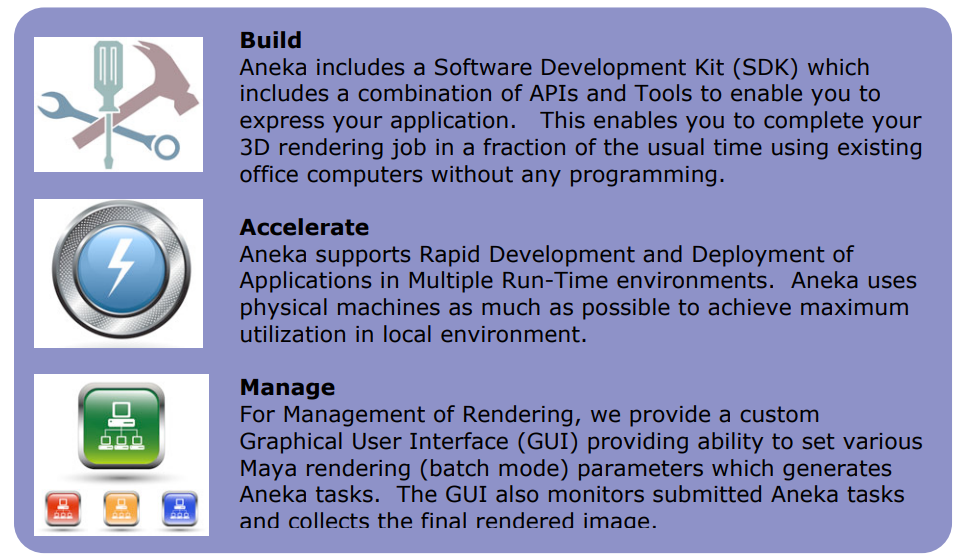 Build
Aneka includes a Software Development Kit (SDK) which
includes a combination of APIs and Tools to enable you to
express your application.   This enables you to complete your
3D rendering job in a fraction of the usual time using existing
office computers without any programming.
Accelerate
Aneka supports Rapid Development and Deployment of
Applications in Multiple Run-Time environments.  Aneka uses
physical machines as much as possible to achieve maximum
utilization in local environment.
Manage
For Management of Rendering, we provide a custom
Graphical User Interface (GUI) providing ability to set various
Maya rendering (batch mode) parameters which generates
Aneka tasks.  The GUI also monitors submitted Aneka tasks
and collects the final rendered image.